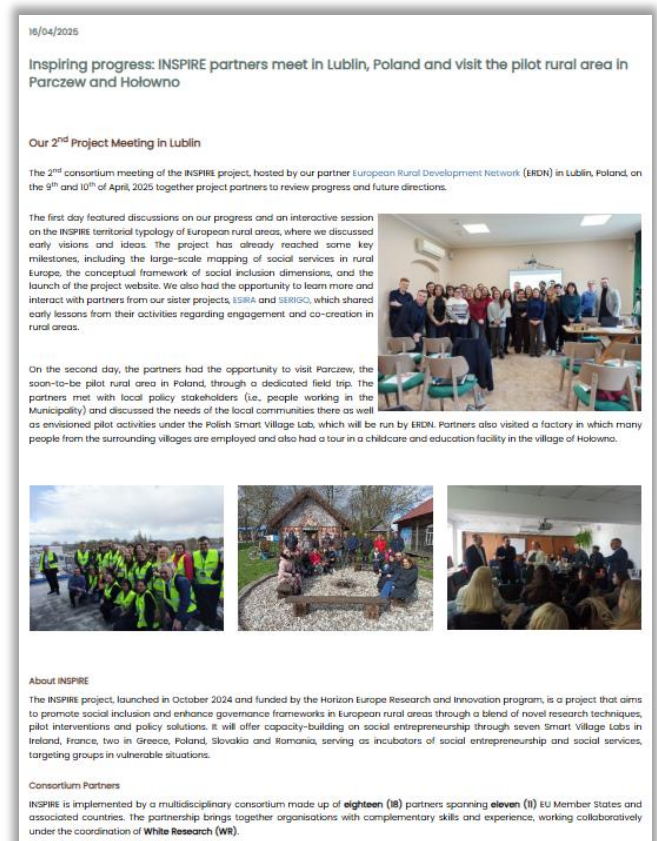 16/04/2025
Inspiring progress: INSPIRE partners meet in Lublin, Poland and visit the pilot rural area in
Parczew and Hołowno
Our 2nd Project Meeting in Lublin
The 2nd consortium meeting of the INSPIRE project, hosted by our partner European Rural Development Network (ERDN) in Lublin, Poland, on
the 9th and 10th of April, 2025 together project partners to review progress and future directions.
The first day featured discussions on our progress and an interactive session
on the INSPIRE territorial typology of European rural areas, where we discussed
early visions and ideas. The project has already reached some key
milestones, including the large-scale mapping of social services in rural
Europe, the conceptual framework of social inclusion dimensions, and the
launch of the project website. We also had the opportunity to learn more and
interact with partners from our sister projects, ESIRA and SERIGO, which shared
early lessons from their activities regarding engagement and co-creation in
rural areas.
On the second day, the partners had the opportunity to visit Parczew, the
soon-to-be pilot rural area in Poland, through a dedicated field trip. The
partners met with local policy stakeholders (i.e., people working in the
Municipality) and discussed the needs of the local communities there as well
as envisioned pilot activities under the Polish Smart Village Lab, which will be run by ERDN. Partners also visited a factory in which many
people from the surrounding villages are employed and also had a tour in a childcare and education facility in the village of Hołowno.
About INSPIRE
The INSPIRE project, launched in October 2024 and funded by the Horizon Europe Research and Innovation program, is a project that aims
to promote social inclusion and enhance governance frameworks in European rural areas through a blend of novel research techniques,
pilot interventions and policy solutions. It will offer capacity-building on social entrepreneurship through seven Smart Village Labs in
Ireland, France, two in Greece, Poland, Slovakia and Romania, serving as incubators of social entrepreneurship and social services,
targeting groups in vulnerable situations.
Consortium Partners
INSPIRE is implemented by a multidisciplinary consortium made up of eighteen (18) partners spanning eleven (11) EU Member States and
associated countries. The partnership brings together organisations with complementary skills and experience, working collaboratively
under the coordination of White Research (WR).